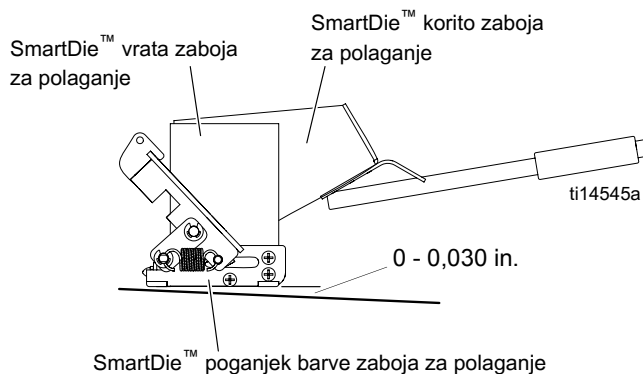 SmartDie™ vrata zaboja
za polaganje
SmartDie™ korito zaboja
za polaganje
ti14545a
0 - 0,030 in.
SmartDie™ poganjek barve zaboja za polaganje